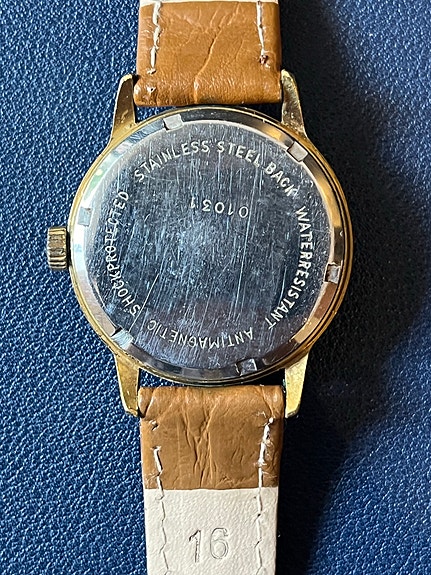 STAINLESS STEEL BACK WATERRESISTANT ANTIMAGNETIC SHOCKPROTECTED
01031
16